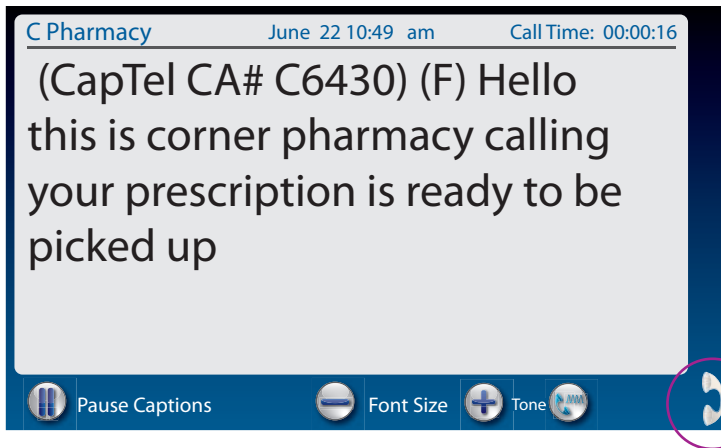 C Pharmacy June 22 10:49 am Call Time: 00:00:16
(CapTel CA# C6430) (F) Hello
this is corner pharmacy calling
your prescription is ready to be
picked up
Pause Captions Font Size Tone